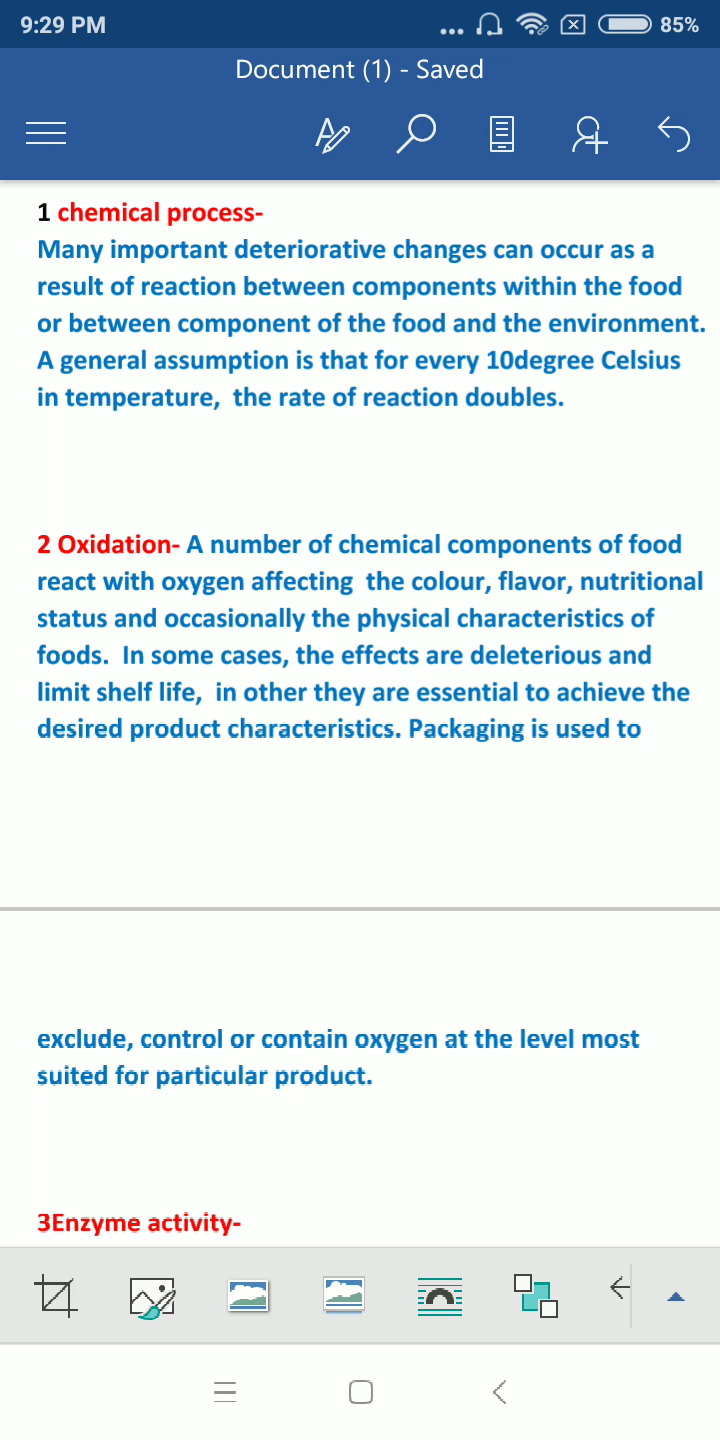 9:29 PM
85%
Document (1) - Saved
1 chemical process-
Many important deteriorative changes can occur as a
result of reaction between components within the food
or between component of the food and the environment.
A general assumption is that for every 10degree Celsius
in temperature,  the rate of reaction doubles.
2 Oxidation- A number of chemical components of food
react with oxygen affecting  the colour, flavor, nutritional
status and occasionally the physical characteristics of
foods.  In some cases, the effects are deleterious and
limit shelf life,  in other they are essential to achieve the
desired product characteristics. Packaging is used to
exclude, control or contain oxygen at the level most
suited for particular product.
3Enzyme activity-